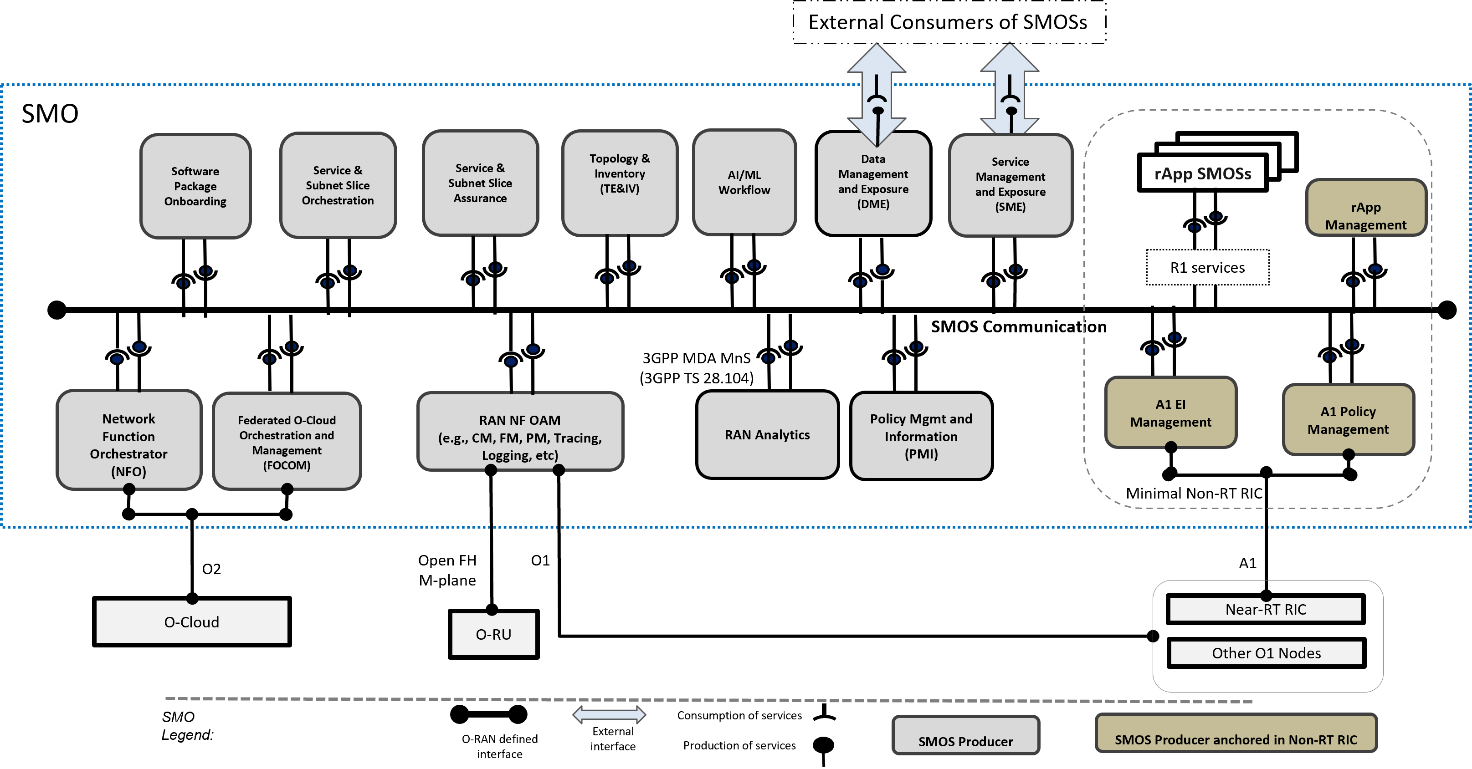 External Consumers of SMOSs
SMO
Software
Package
Onboarding
Service &
Subnet Slice
Orchestration
Service &
Subnet Slice
Assurance
Topology &
Inventory
(TE&IV)
AI/ML
Workflow
Data
Management
and Exposure
(DME)
Service
Management
and Exposure
(SME)
rApp SMOSs
rApp
Management
R1 services
SMOS Communication
3GPP MDA MnS
(3GPP TS 28.104)
Network
Function
Orchestrator
(NFO)
Federated O-Cloud
Orchestration and
Management
(FOCOM)
RAN NF OAM
(e.g., CM, FM, PM, Tracing,
Logging, etc)
RAN Analytics
Policy Mgmt and
Information
(PMI)
A1 EI
Management
A1 Policy
Management
Minimal Non-RT RIC
O2
Open FH
M-plane
O1
A1
O-Cloud
O-RU
Near-RT RIC
Other O1 Nodes
SMO
Legend:
O-RAN defined
interface
External
interface
Consumption of services
Production of services
SMOS Producer
SMOS Producer anchored in Non-RT RIC